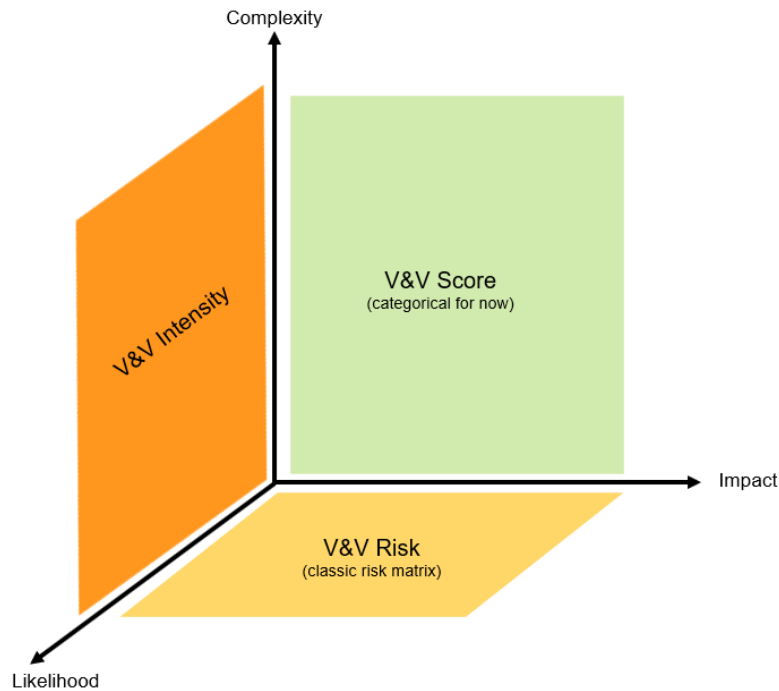 Complexity
V&V Intensity
V&V Score
(categorical for now)
Impact
V&V Risk
(classic risk matrix)
Likelihood